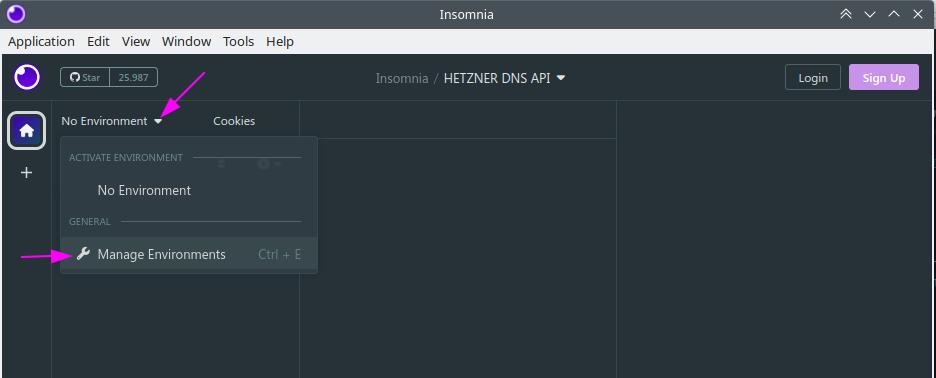 Insomnia
Application Edit View Window Tools Help
Star 25.987 Insomnia / HETZNER DNS API Login Sign Up
No Environment Cookies
ACTIVATE ENVIRONMENT
No Environment
GENERAL
Manage Environments Ctrl + E